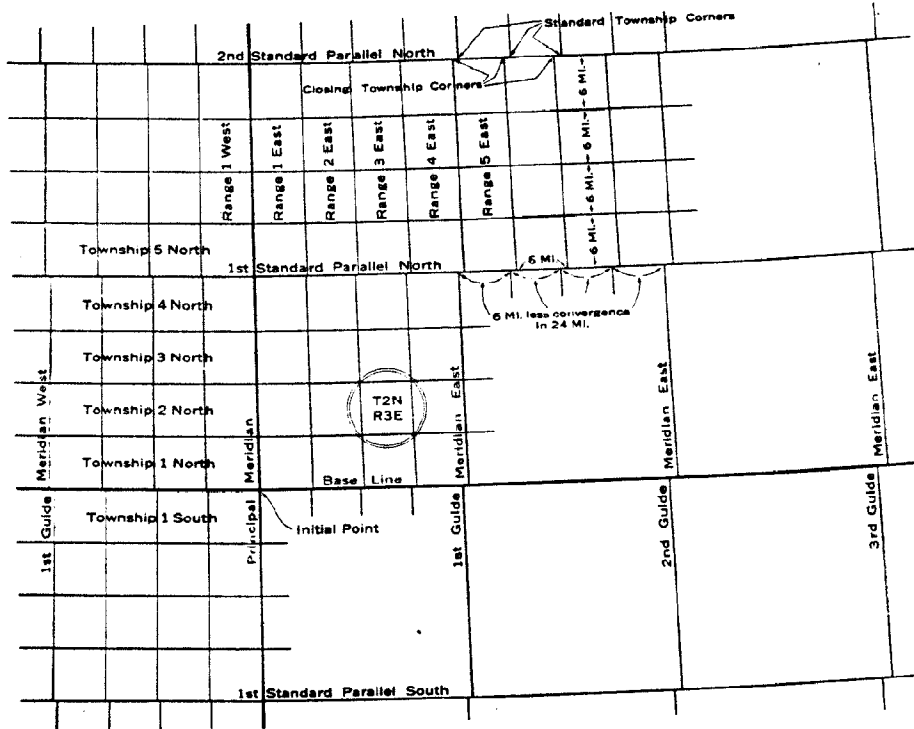 Standard Township Corners
2nd Standard Parallel North
Closing Township Corners
6 MI.
6 MI.
6 MI.
6 MI.
Range 1 West
Range 1 East
Range 2 East
Range 3 East
Range 4 East
Range 5 East
Township 5 North
1st Standard Parallel North
6 MI.
Township 4 North
6 MI. less convergence
in 24 MI.
Township 3 North
T2N
R3E
Township 2 North
Township 1 North
Base Line
1st Guide Meridian West
Principal Meridian
1st Guide Meridian East
2nd Guide Meridian East
3rd Guide Meridian East
Township 1 South
Initial Point
1st Standard Parallel South